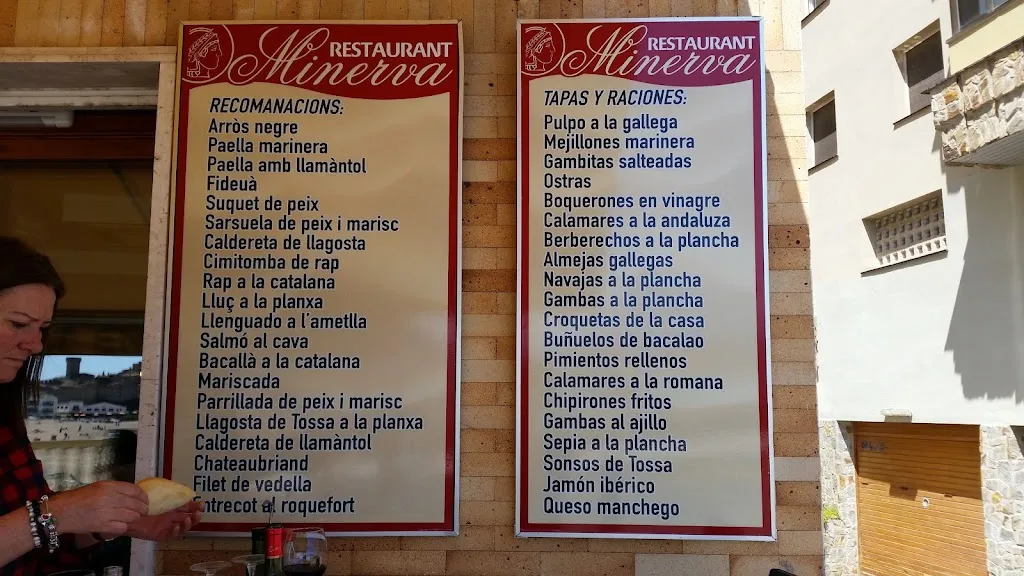 RESTAURANT
Minerva
RECOMANACIONS:
Arròs negre
Paella marinera
Paella amb llamàntol
Fideuà
Suquet de peix
Sarsuela de peix i marisc
Caldereta de llagosta
Cimitomba de rap
Rap a la catalana
Lluç a la planxa
Llenguado a l'ametlla
Salmó al cava
Bacallà a la catalana
Mariscada
Parrillada de peix i marisc
Llagosta de Tossa a la planxa
Caldereta de llamàntol
Chateaubriand
Filet de vedella
Entrecot al roquefort
RESTAURANT
Minerva
TAPAS Y RACIONES:
Pulpo a la gallega
Mejillones marinera
Gambitas salteadas
Ostras
Boquerones en vinagre
Calamares a la andaluza
Berberechos a la plancha
Almejas gallegas
Navajas a la plancha
Gambas a la plancha
Croquetas de la casa
Buñuelos de bacalao
Pimientos rellenos
Calamares a la romana
Chipirones fritos
Gambas al ajillo
Sepia a la plancha
Sonsos de Tossa
Jamón ibérico
Queso manchego